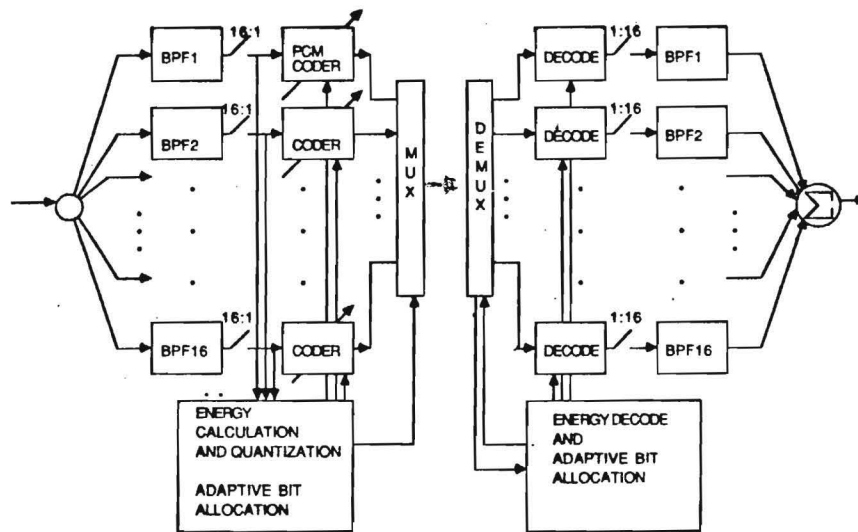 16:1
BPF1
PCM
CODER
16:1
BPF2
CODER
16:1
BPF16
CODER
MUX
DEMUX
1:16
DECODE
BPF1
1:16
DECODE
BPF2
1:16
DECODE
BPF16
Σ
ENERGY
CALCULATION
AND QUANTIZATION
ADAPTIVE BIT
ALLOCATION
ENERGY DECODE
AND
ADAPTIVE BIT
ALLOCATION